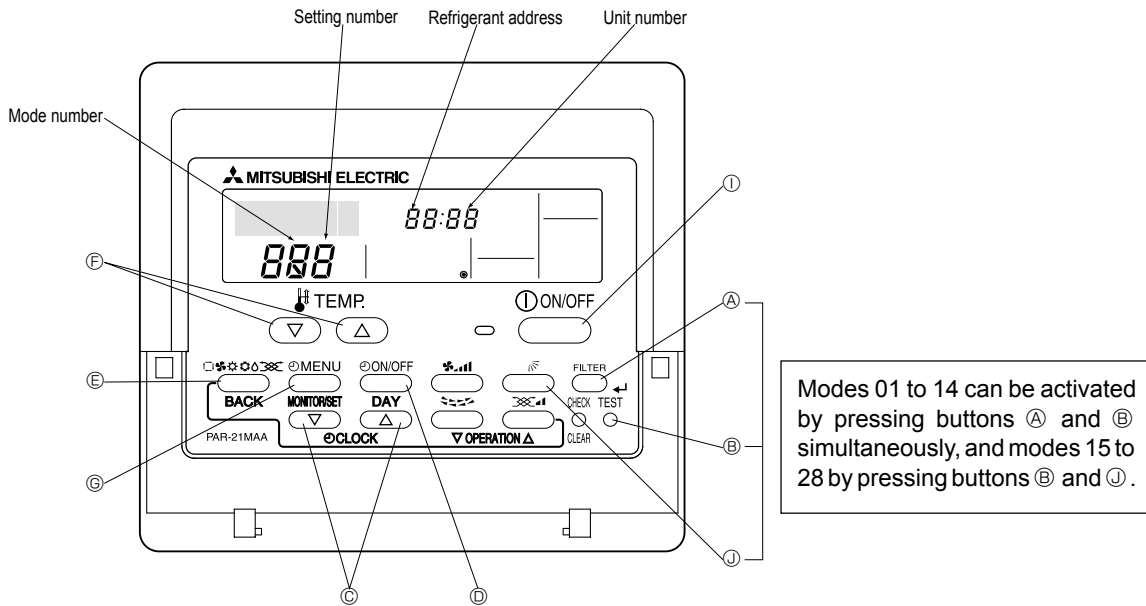 Setting number Refrigerant address Unit number
Mode number
MITSUBISHI ELECTRIC
88:88
888
Ⓘ
Ⓕ
TEMP. ON/OFF
Ⓐ
MENU ON/OFF FILTER
Ⓔ
BACK MONITOR/SET DAY CHECK TEST
PAR-21MAA CLOCK ▽ OPERATION △ CLEAR
Ⓑ
Ⓖ
Ⓙ
Ⓒ Ⓓ
Modes 01 to 14 can be activated
by pressing buttons Ⓐ and Ⓑ
simultaneously, and modes 15 to
28 by pressing buttons Ⓑ and Ⓙ.